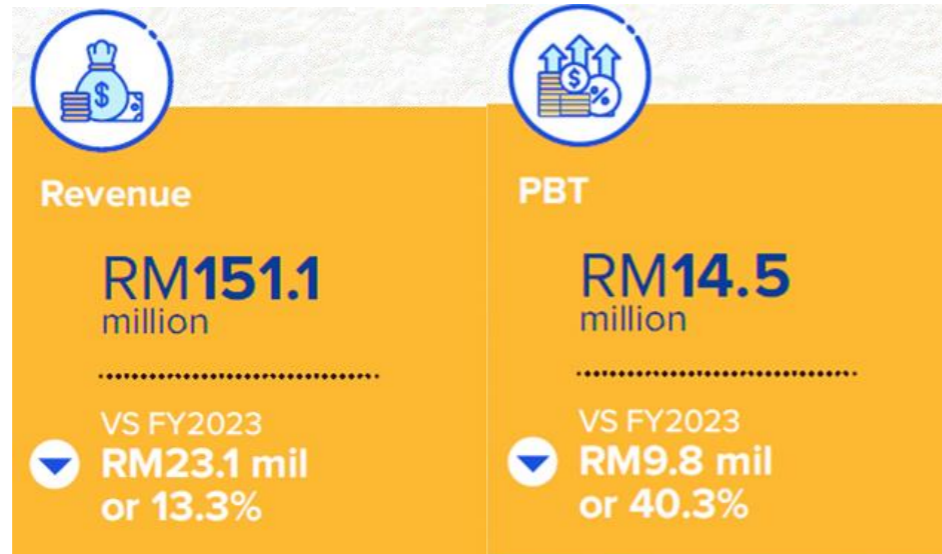 Revenue
RM151.1
million
VS FY2023
RM23.1 mil
or 13.3%
PBT
RM14.5
million
VS FY2023
RM9.8 mil
or 40.3%